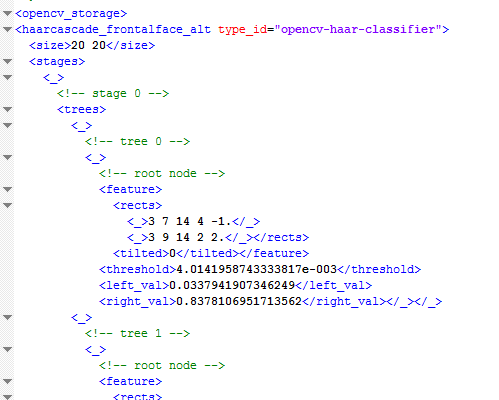 <opencv_storage>
<haarcascade_frontalface_alt type_id="opencv-haar-classifier">
<size>20 20</size>
<stages>
<_>
<!-- stage 0 -->
<trees>
<_>
<!-- tree 0 -->
<_>
<!-- root node -->
<feature>
<rects>
<_>3 7 14 4 -1.</_>
<_>3 9 14 2 2.</_></rects>
<tilted>0</tilted></feature>
<threshold>4.0141958743333817e-003</threshold>
<left_val>0.0337941907346249</left_val>
<right_val>0.8378106951713562</right_val></_></_>
<_>
<!-- tree 1 -->
<_>
<!-- root node -->
<feature>
<rects>